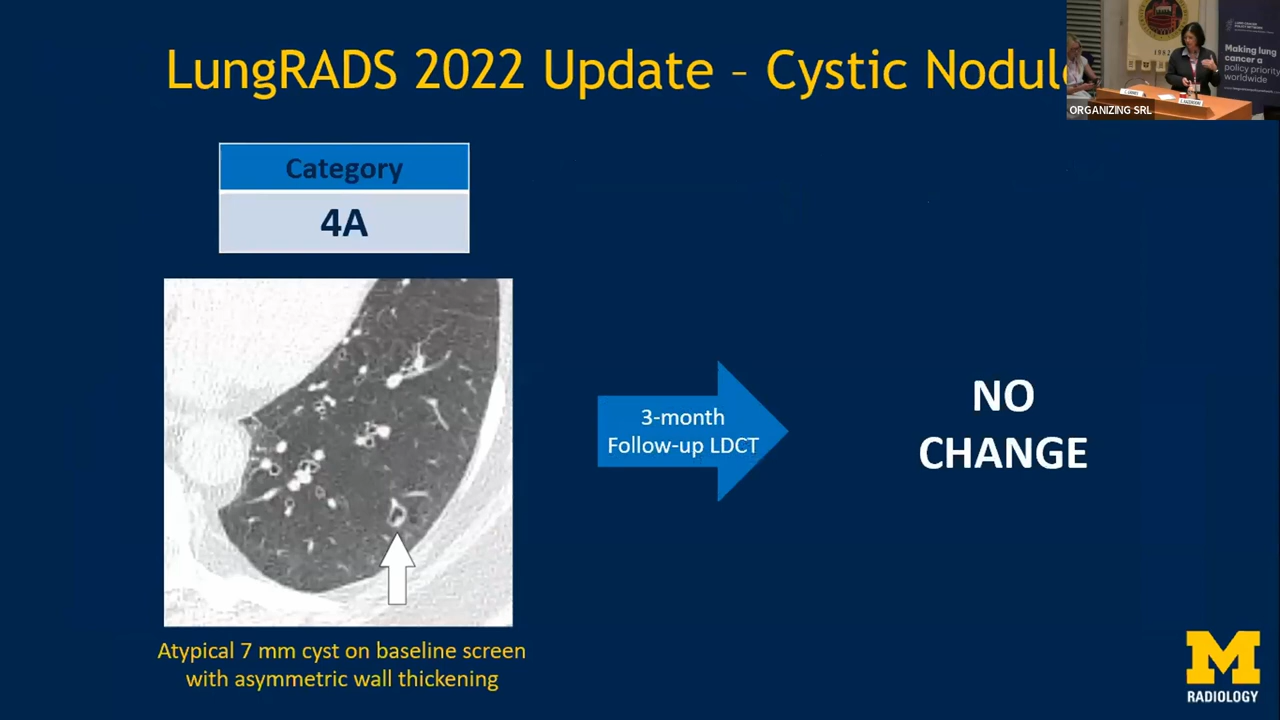 LungRADS 2022 Update – Cystic Nodule
Category
4A
3-month
Follow-up LDCT
NO
CHANGE
Atypical 7 mm cyst on baseline screen
with asymmetric wall thickening
ORGANIZING SRL
Making lung
cancer a
policy priority
worldwide
M
RADIOLOGY